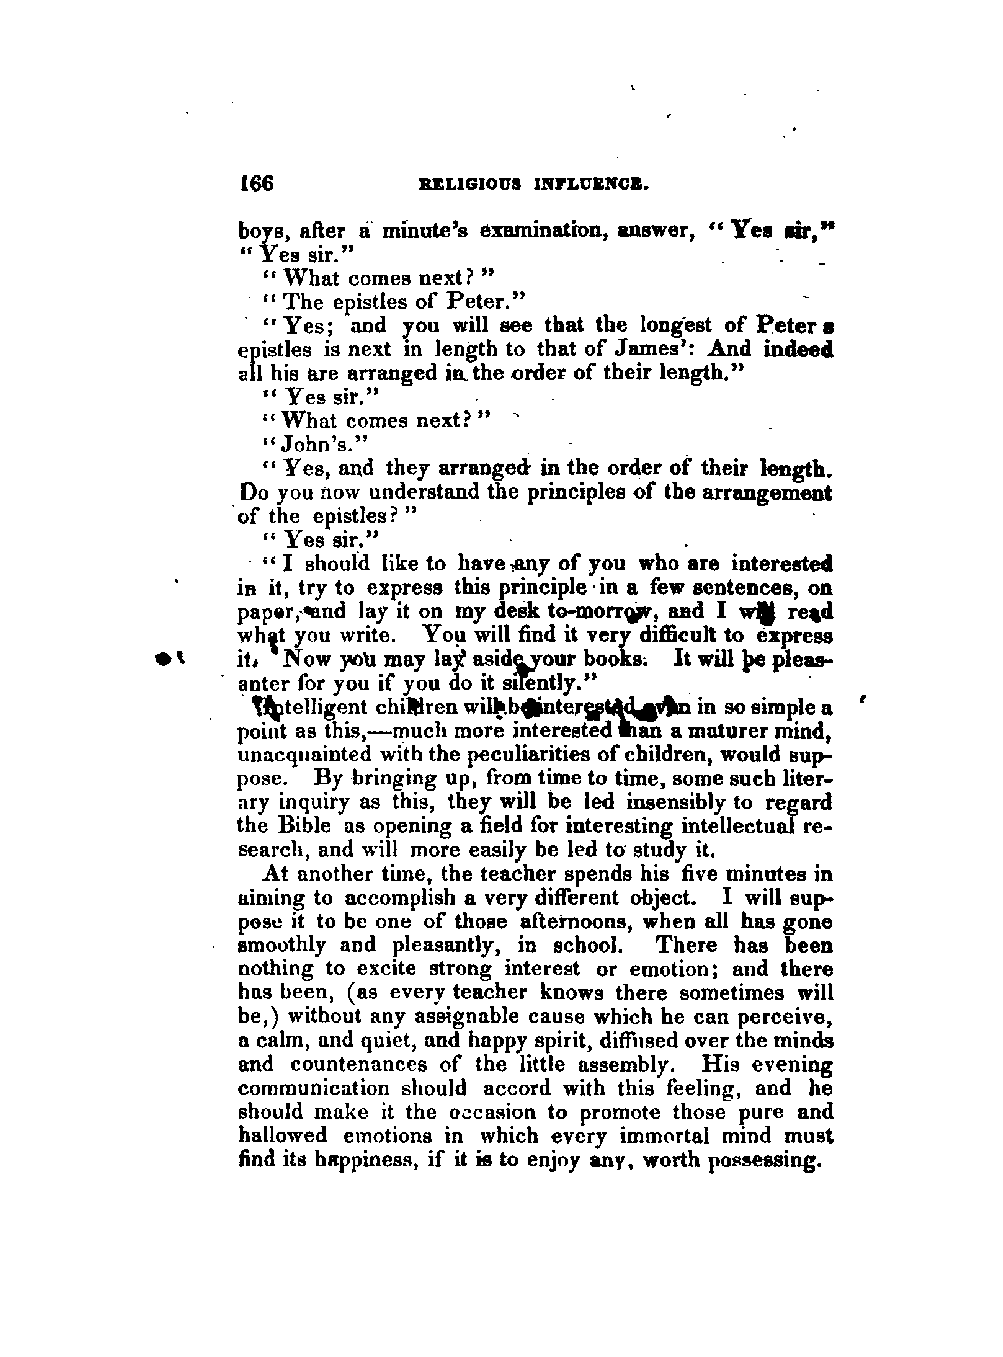 166 RELIGIOUS INFLUENCE.
boys, after a minute's examination, answer, “ Yes sir,”
“ Yes sir.”
“ What comes next? ”
“ The epistles of Peter.”
“ Yes; and you will see that the longest of Peter s
epistles is next in length to that of James’: And indeed
all his are arranged in the order of their length.”
“ Yes sir.”
“ What comes next? ”
“ John's.”
“ Yes, and they arranged in the order of their length.
Do you now understand the principles of the arrangement
of the epistles? ”
“ Yes sir.”
“ I should like to have any of you who are interested
in it, try to express this principle in a few sentences, on
paper, and lay it on my desk to-morrow, and I will read
what you write. You will find it very difficult to express
it. Now you may lay aside your books. It will be pleas-
anter for you if you do it silently.”
Intelligent children will be interested even in so simple a
point as this,—much more interested than a maturer mind,
unacquainted with the peculiarities of children, would sup-
pose. By bringing up, from time to time, some such liter-
ary inquiry as this, they will be led insensibly to regard
the Bible as opening a field for interesting intellectual re-
search, and will more easily be led to study it.
At another time, the teacher spends his five minutes in
aiming to accomplish a very different object. I will sup-
pose it to be one of those afternoons, when all has gone
smoothly and pleasantly, in school. There has been
nothing to excite strong interest or emotion; and there
has been, (as every teacher knows there sometimes will
be,) without any assignable cause which he can perceive,
a calm, and quiet, and happy spirit, diffused over the minds
and countenances of the little assembly. His evening
communication should accord with this feeling, and he
should make it the occasion to promote those pure and
hallowed emotions in which every immortal mind must
find its happiness, if it is to enjoy any, worth possessing.